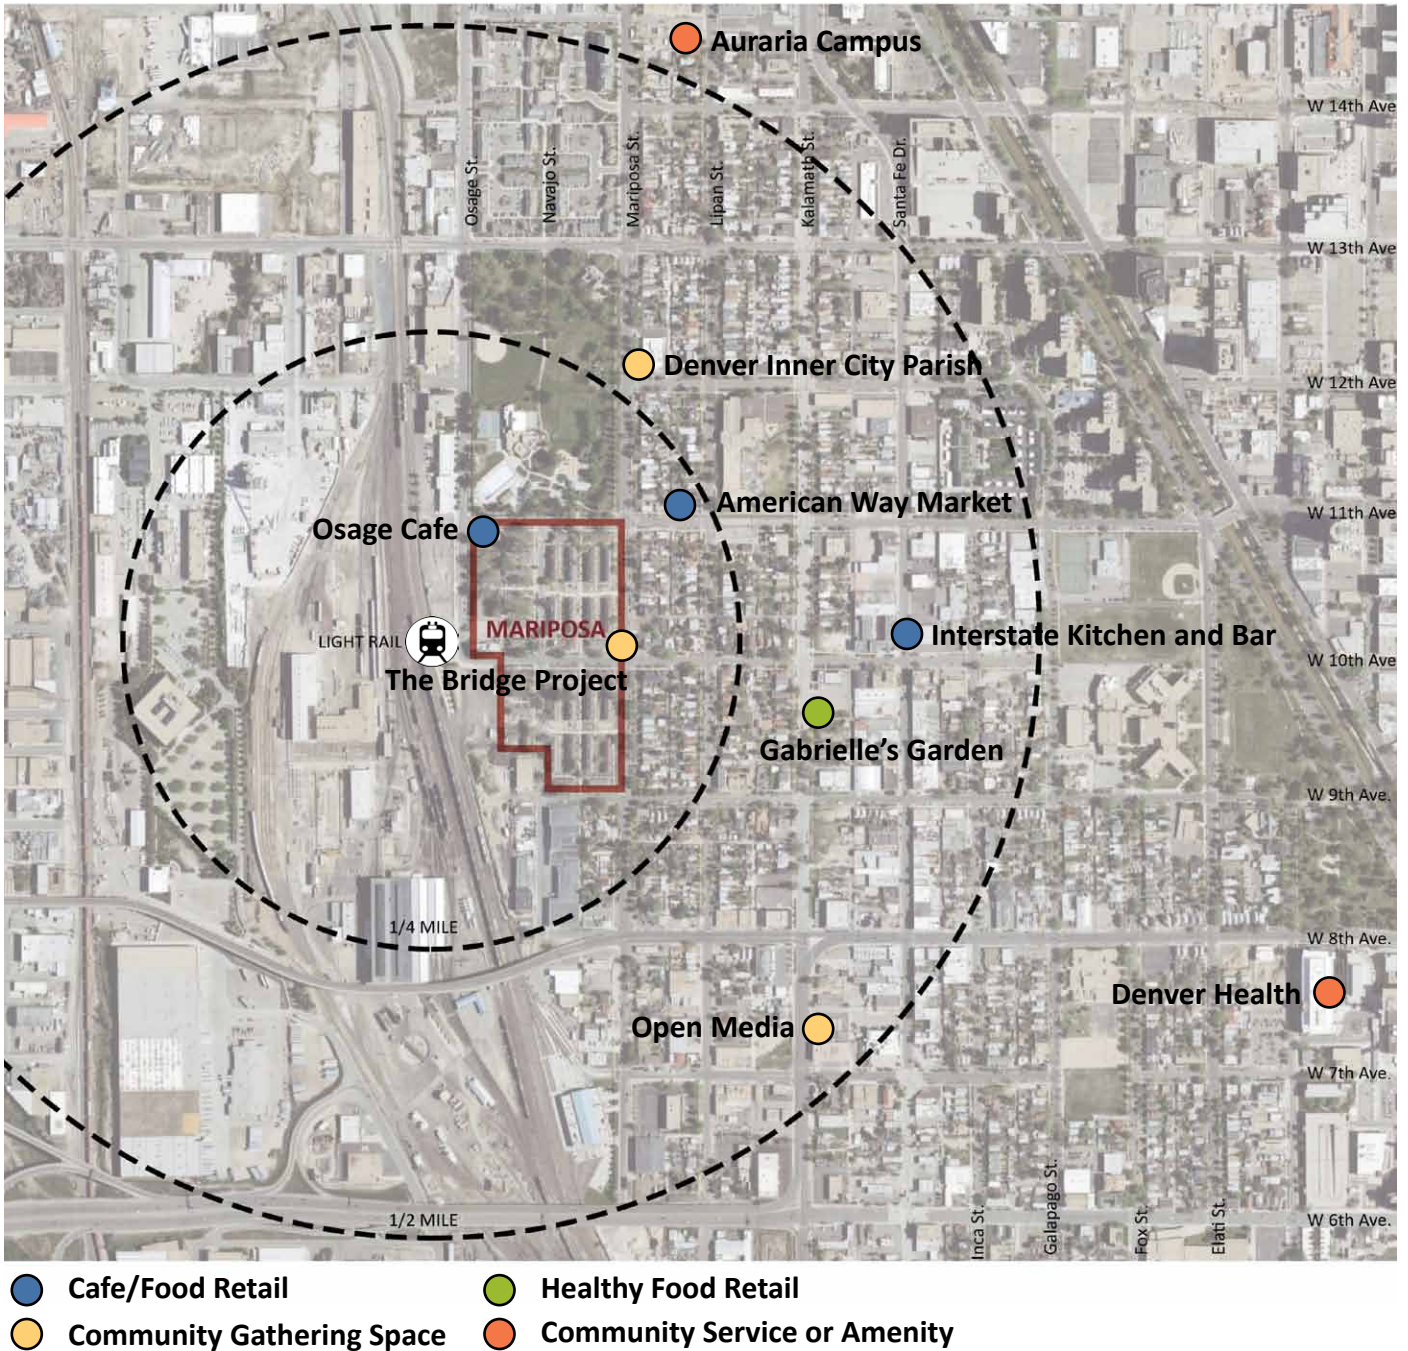 Auraria Campus
W 14th Ave
Osage St.
Navajo St.
Mariposa St.
Lipan St.
Kalamath St.
Santa Fe Dr.
W 13th Ave
Denver Inner City Parish
W 12th Ave
American Way Market
W 11th Ave
Osage Cafe
MARIPOSA
LIGHT RAIL
Interstate Kitchen and Bar
W 10th Ave
The Bridge Project
Gabrielle’s Garden
W 9th Ave.
1/4 MILE
W 8th Ave.
Denver Health
Open Media
W 7th Ave.
1/2 MILE
Inca St.
Galapago St.
Fox St.
Elati St.
W 6th Ave.
Cafe/Food Retail
Healthy Food Retail
Community Gathering Space
Community Service or Amenity